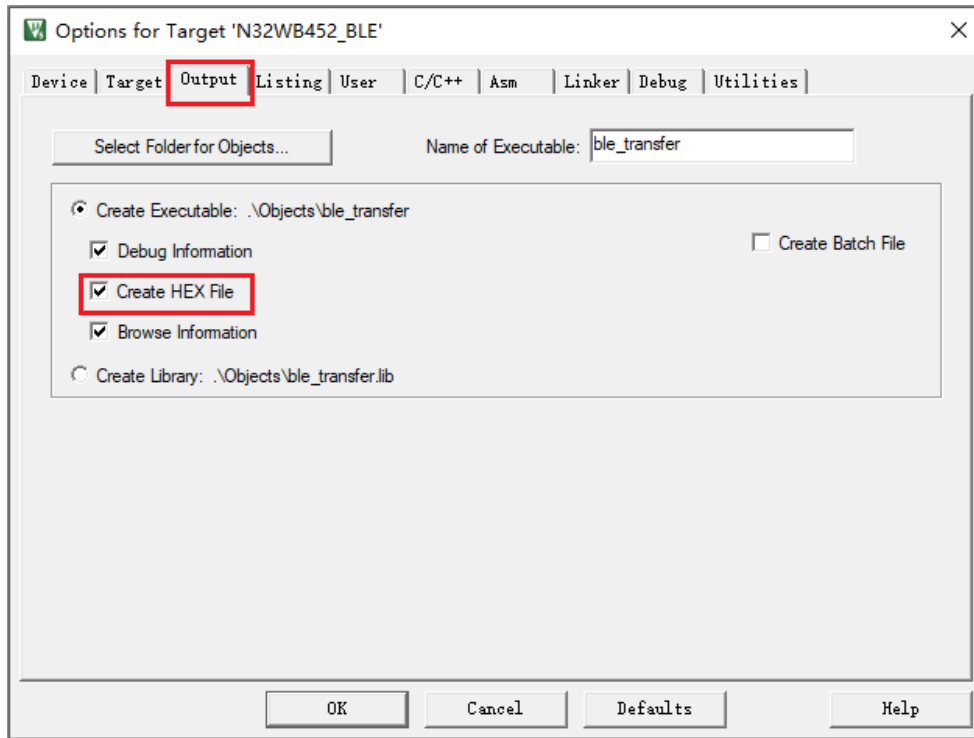 Options for Target 'N32WB452_BLE'
Device Target Output Listing User C/C++ Asm Linker Debug Utilities
Select Folder for Objects... Name of Executable: ble_transfer
Create Executable: .\Objects\ble_transfer
Debug Information Create Batch File
Create HEX File
Browse Information
Create Library: .\Objects\ble_transfer.lib
OK Cancel Defaults Help